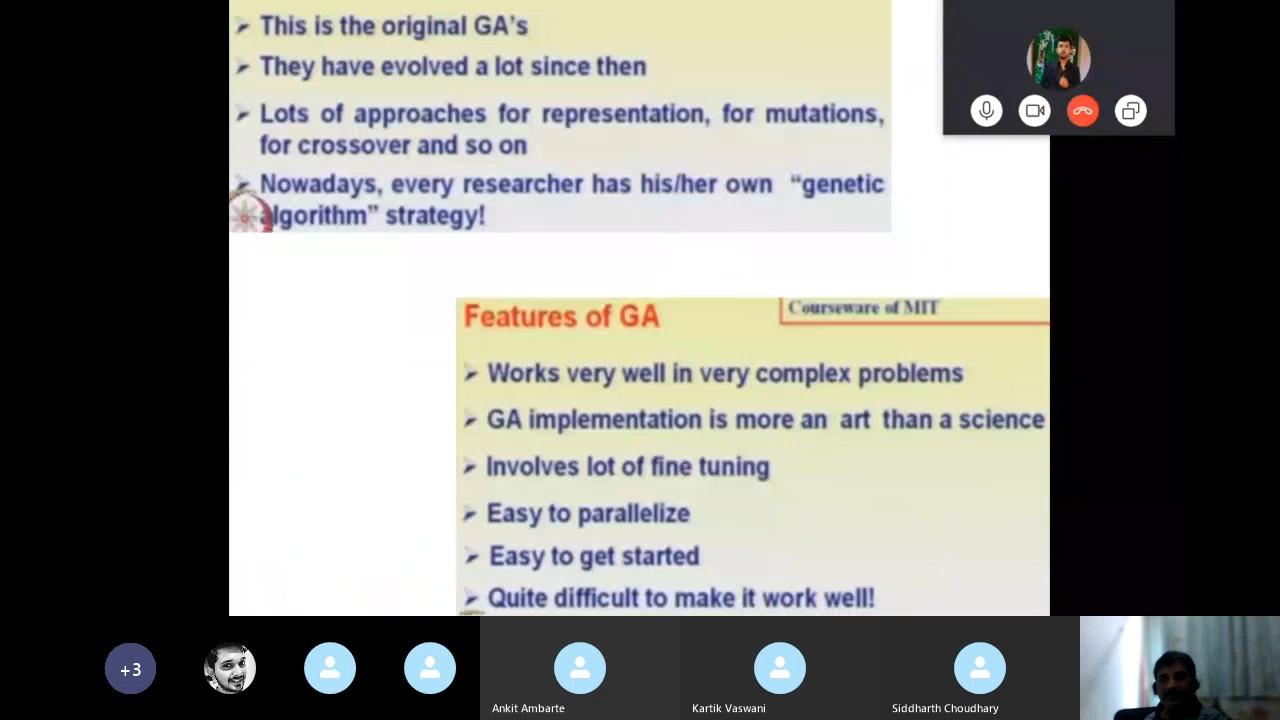 This is the original GA's
They have evolved a lot since then
Lots of approaches for representation, for mutations,
for crossover and so on
Nowadays, every researcher has his/her own “genetic
algorithm” strategy!
Features of GA
Courseware of MIT
Works very well in very complex problems
GA implementation is more an art than a science
Involves lot of fine tuning
Easy to parallelize
Easy to get started
Quite difficult to make it work well!
+3
Ankit Ambarte
Kartik Vaswani
Siddharth Choudhary